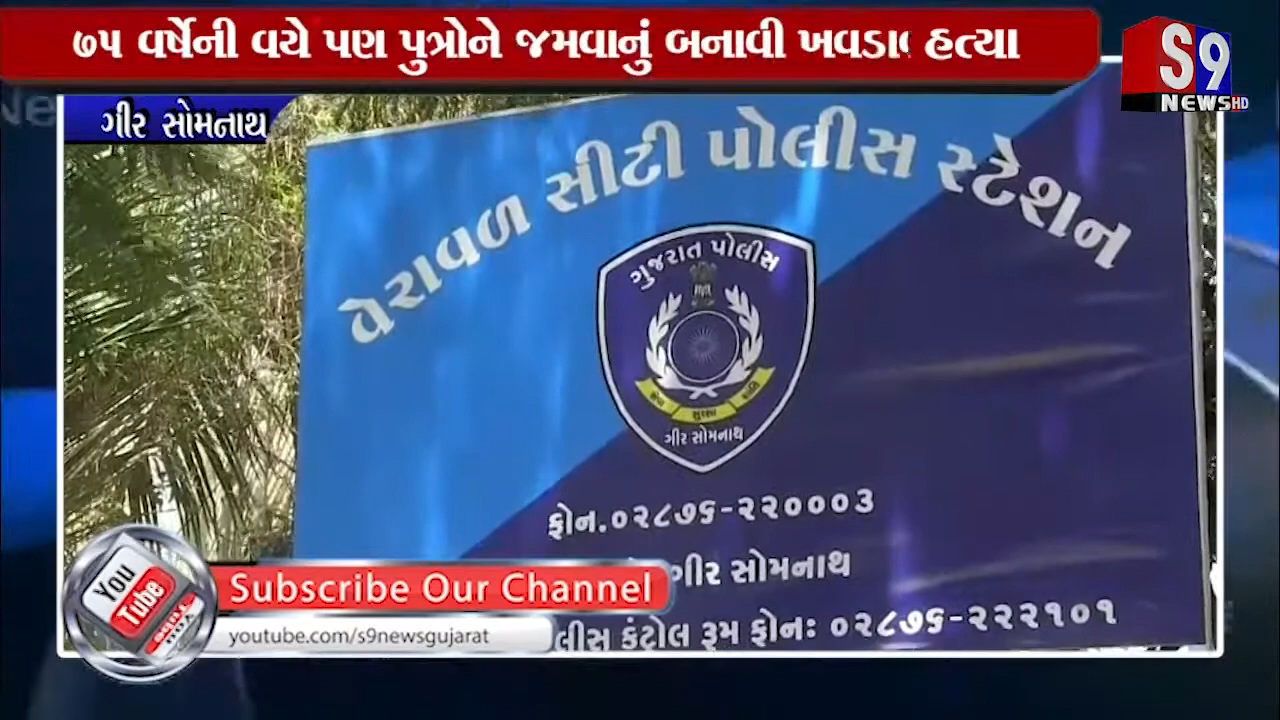 ૭૫ વર્ષેની વયે પણ પુત્રોને જમવાનું બનાવી ખવડાવ હત્યા
S9
NEWS HD
ગીર સોમનાથ
વેરાવળ સીટી પોલીસ સ્ટેશન
ગુજરાત પોલીસ
સેવા સુરક્ષા શાંતિ
ગીર સોમનાથ
ફોન.૦૨૮૭૬-૨૨૦૦૦૩
ગીર સોમનાથ
લીસ કંટ્રોલ રૂમ ફોનઃ ૦૨૮૭૬-૨૨૨૧૦૧
You
Tube
Subscribe Our Channel
youtube.com/s9newsgujarat